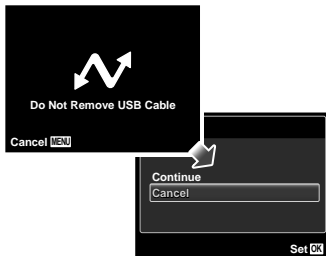 Do Not Remove USB Cable
Cancel MENU
Continue
Cancel
Set OK